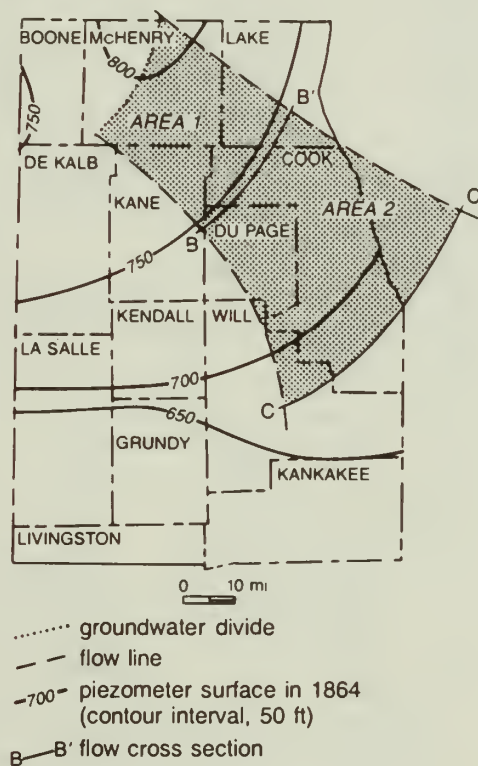 BOONE McHENRY LAKE
800
750
AREA 1
B'
DE KALB
COOK
C'
KANE
AREA 2
B
DU PAGE
750
KENDALL WILL
LA SALLE
700
C
650
GRUNDY
KANKAKEE
LIVINGSTON
0 10 mi
groundwater divide
flow line
700 piezometer surface in 1864
(contour interval, 50 ft)
B B' flow cross section